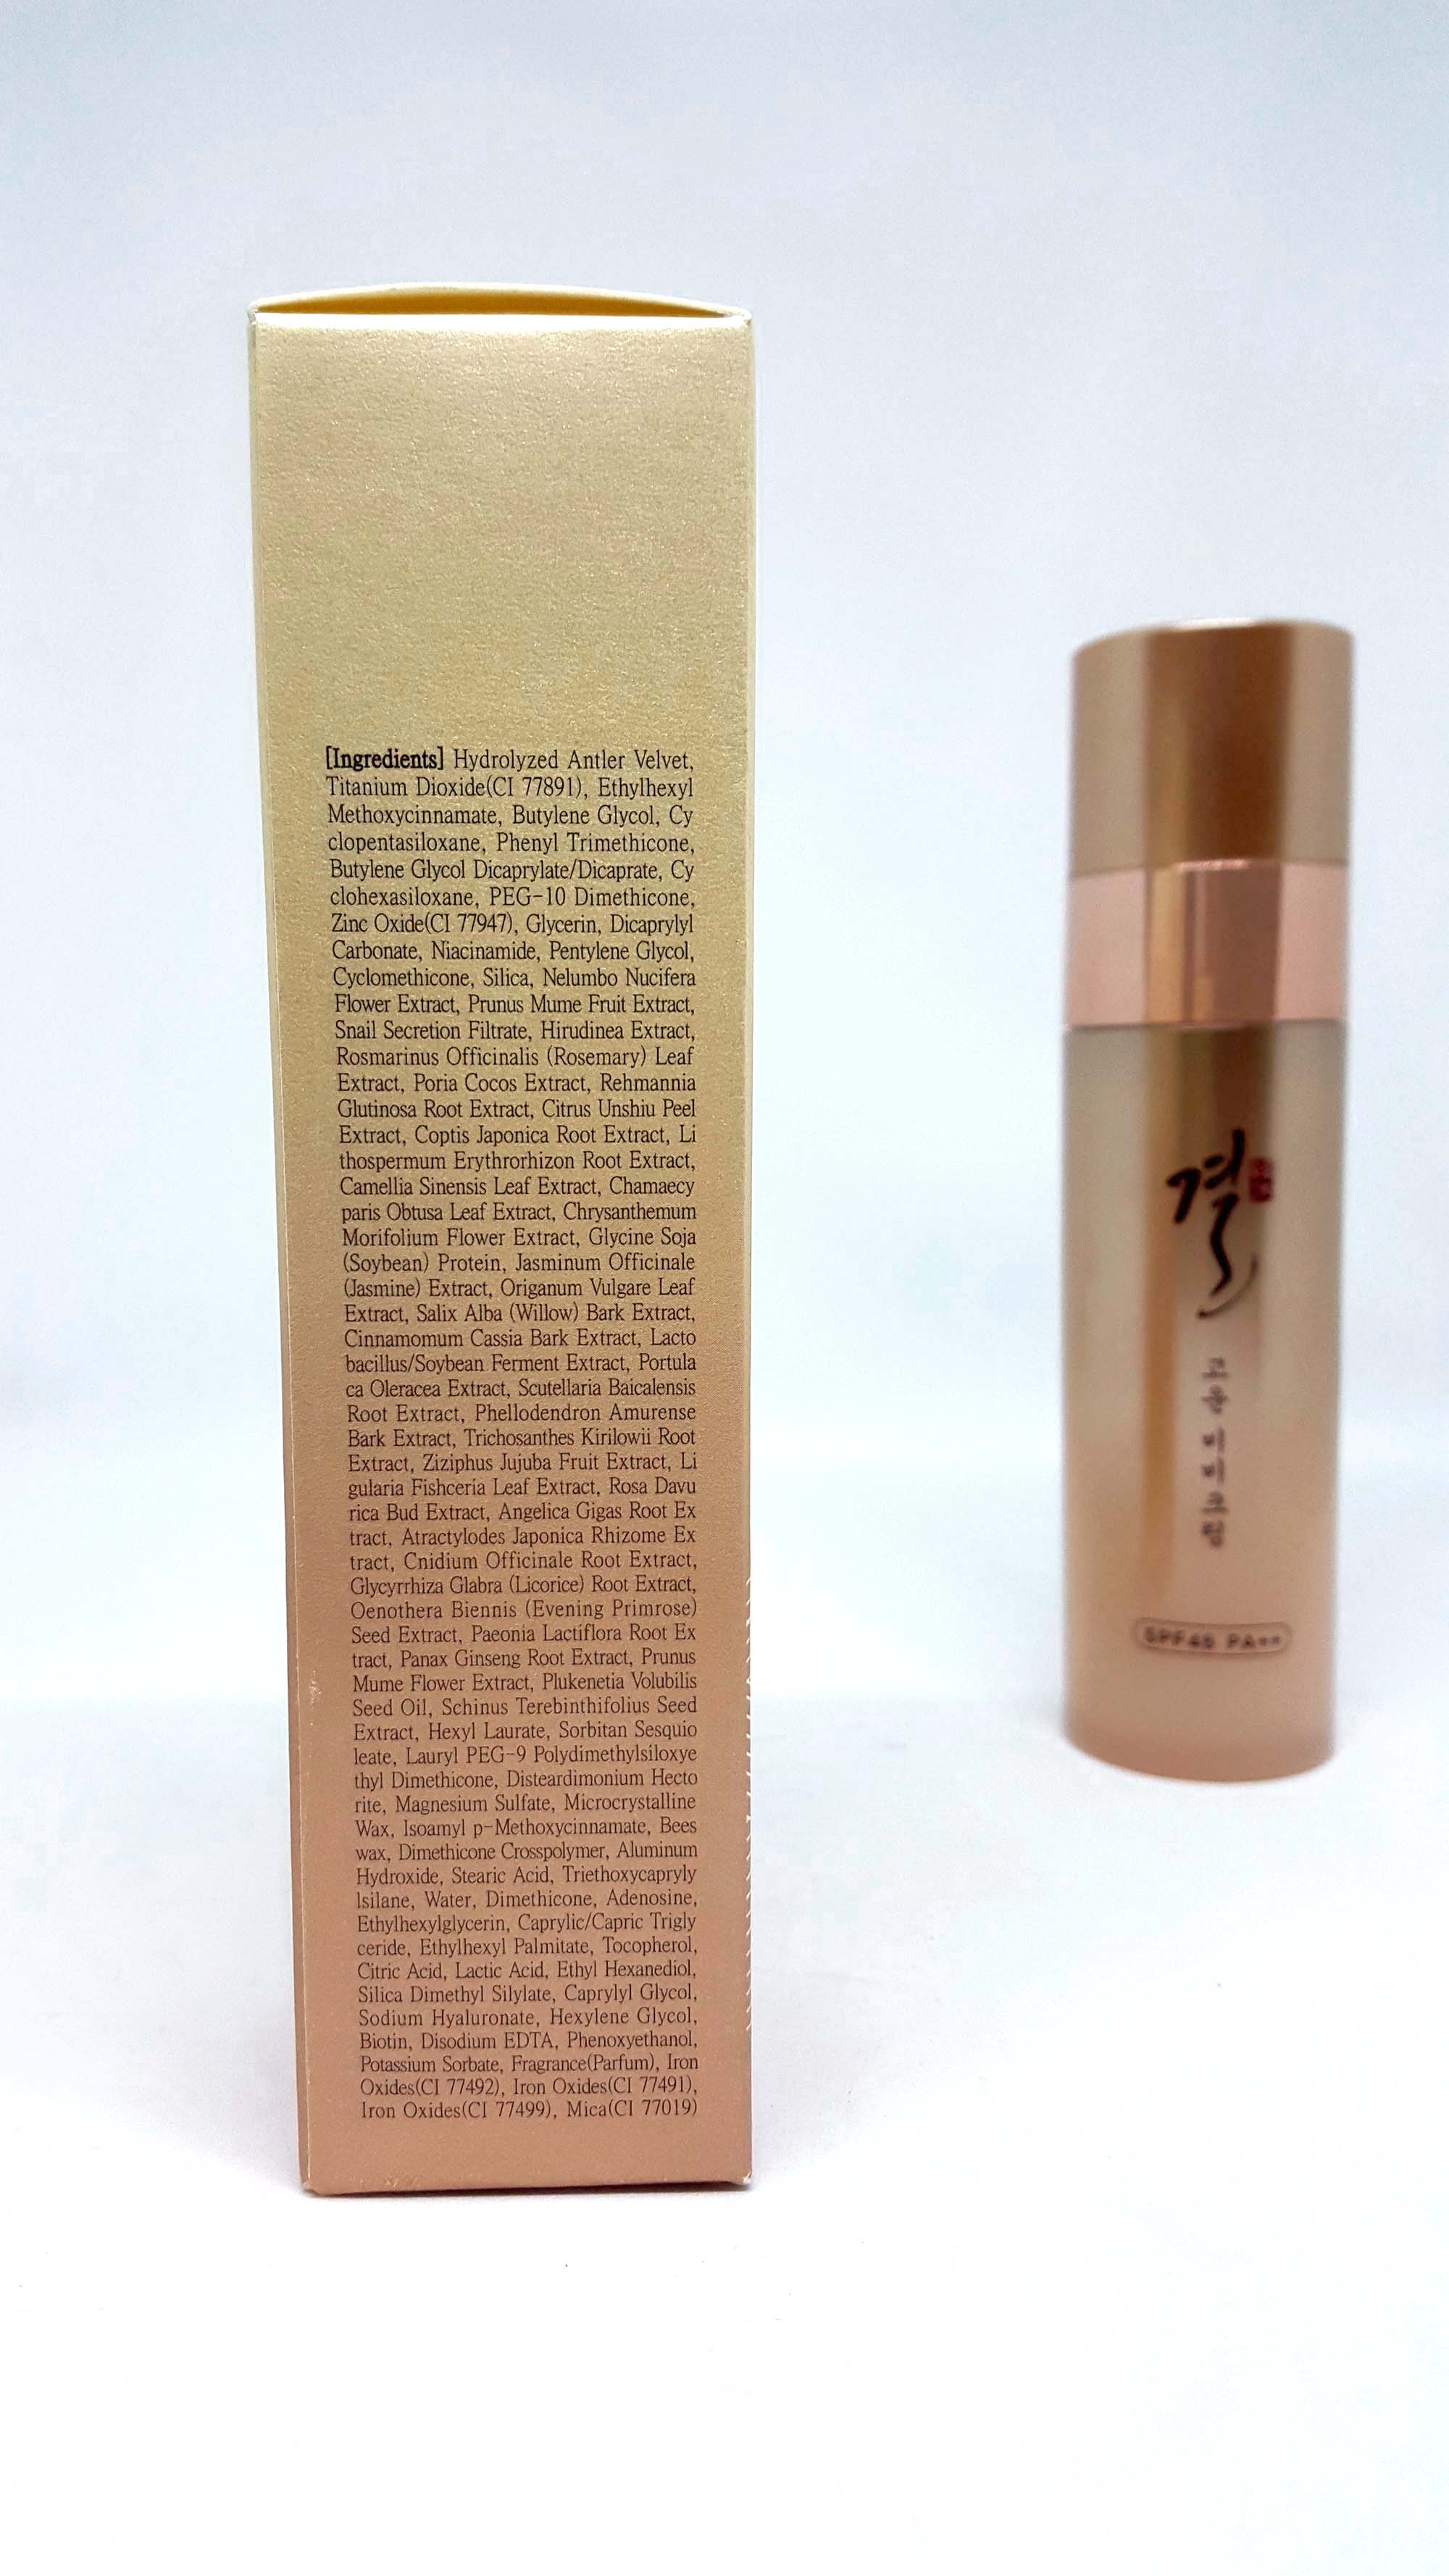 [Ingredients] Hydrolyzed Antler Velvet,
Titanium Dioxide(CI 77891), Ethylhexyl
Methoxycinnamate, Butylene Glycol, Cy
clopentasiloxane, Phenyl Trimethicone,
Butylene Glycol Dicaprylate/Dicaprate, Cy
clohexasiloxane, PEG-10 Dimethicone,
Zinc Oxide(CI 77947), Glycerin, Dicaprylyl
Carbonate, Niacinamide, Pentylene Glycol,
Cyclomethicone, Silica, Nelumbo Nucifera
Flower Extract, Prunus Mume Fruit Extract,
Snail Secretion Filtrate, Hirudinea Extract,
Rosmarinus Officinalis (Rosemary) Leaf
Extract, Poria Cocos Extract, Rehmannia
Glutinosa Root Extract, Citrus Unshiu Peel
Extract, Coptis Japonica Root Extract, Li
thospermum Erythrorhizon Root Extract,
Camellia Sinensis Leaf Extract, Chamaecy
paris Obtusa Leaf Extract, Chrysanthemum
Morifolium Flower Extract, Glycine Soja
(Soybean) Protein, Jasminum Officinale
(Jasmine) Extract, Origanum Vulgare Leaf
Extract, Salix Alba (Willow) Bark Extract,
Cinnamomum Cassia Bark Extract, Lacto
bacillus/Soybean Ferment Extract, Portula
ca Oleracea Extract, Scutellaria Baicalensis
Root Extract, Phellodendron Amurense
Bark Extract, Trichosanthes Kirilowii Root
Extract, Ziziphus Jujuba Fruit Extract, Li
gularia Fishceria Leaf Extract, Rosa Davu
rica Bud Extract, Angelica Gigas Root Ex
tract, Atractylodes Japonica Rhizome Ex
tract, Cnidium Officinale Root Extract,
Glycyrrhiza Glabra (Licorice) Root Extract,
Oenothera Biennis (Evening Primrose)
Seed Extract, Paeonia Lactiflora Root Ex
tract, Panax Ginseng Root Extract, Prunus
Mume Flower Extract, Plukenetia Volubilis
Seed Oil, Schinus Terebinthifolius Seed
Extract, Hexyl Laurate, Sorbitan Sesquio
leate, Lauryl PEG-9 Polydimethylsiloxye
thyl Dimethicone, Disteardimonium Hecto
rite, Magnesium Sulfate, Microcrystalline
Wax, Isoamyl p-Methoxycinnamate, Bees
wax, Dimethicone Crosspolymer, Aluminum
Hydroxide, Stearic Acid, Triethoxycapryly
lsilane, Water, Dimethicone, Adenosine,
Ethylhexylglycerin, Caprylic/Capric Trigly
ceride, Ethylhexyl Palmitate, Tocopherol,
Citric Acid, Lactic Acid, Ethyl Hexanediol,
Silica Dimethyl Silylate, Caprylyl Glycol,
Sodium Hyaluronate, Hexylene Glycol,
Biotin, Disodium EDTA, Phenoxyethanol,
Potassium Sorbate, Fragrance(Parfum), Iron
Oxides(CI 77492), Iron Oxides(CI 77491),
Iron Oxides(CI 77499), Mica(CI 77019)
결
고운 비비크림
SPF45 PA++